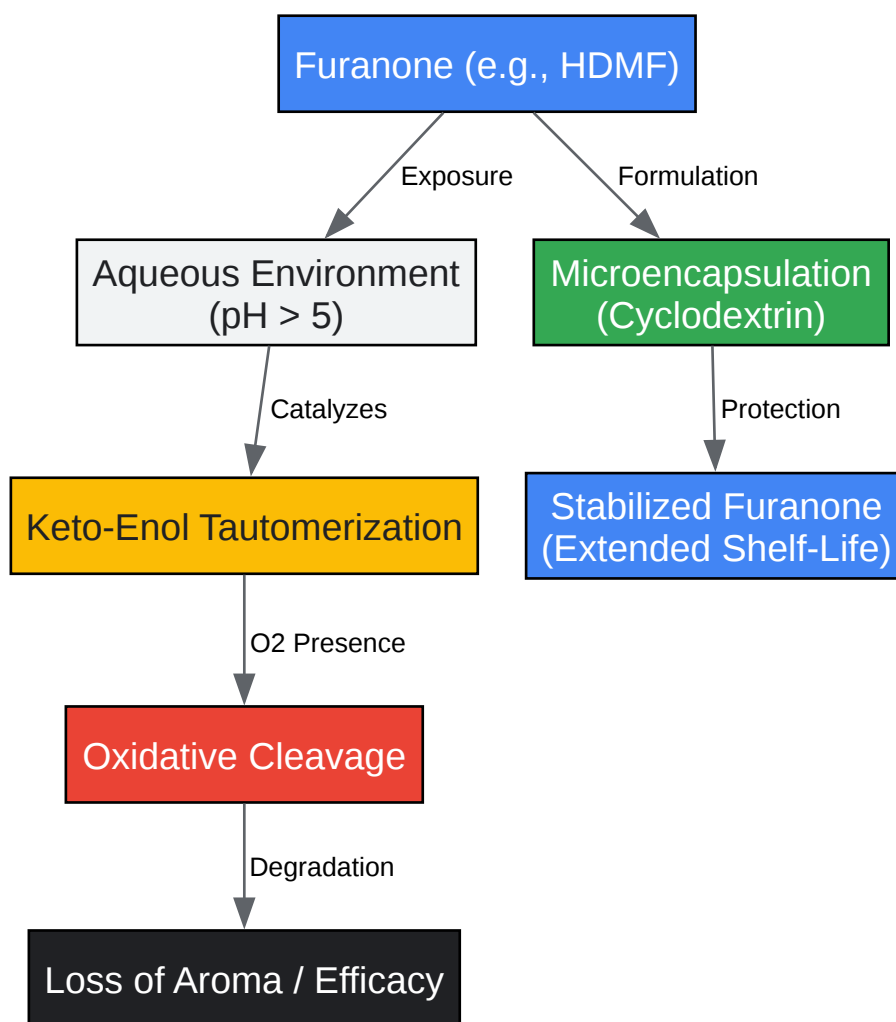 Furanone (e.g., HDMF)
Exposure
Formulation
Aqueous Environment
(pH > 5)
Microencapsulation
(Cyclodextrin)
Catalyzes
Protection
Keto-Enol Tautomerization
Stabilized Furanone
(Extended Shelf-Life)
O2 Presence
Oxidative Cleavage
Degradation
Loss of Aroma / Efficacy